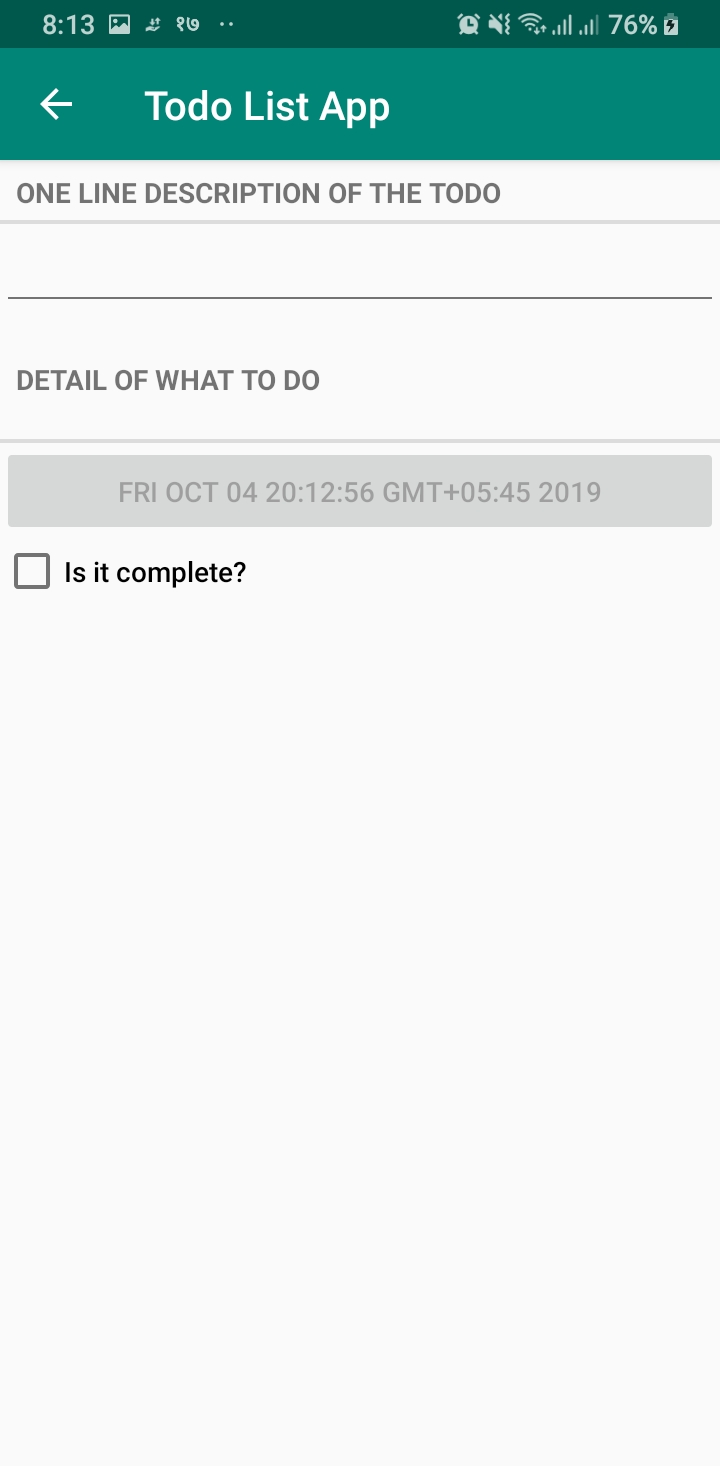 8:13 १७ 76%
Todo List App
ONE LINE DESCRIPTION OF THE TODO
DETAIL OF WHAT TO DO
FRI OCT 04 20:12:56 GMT+05:45 2019
Is it complete?